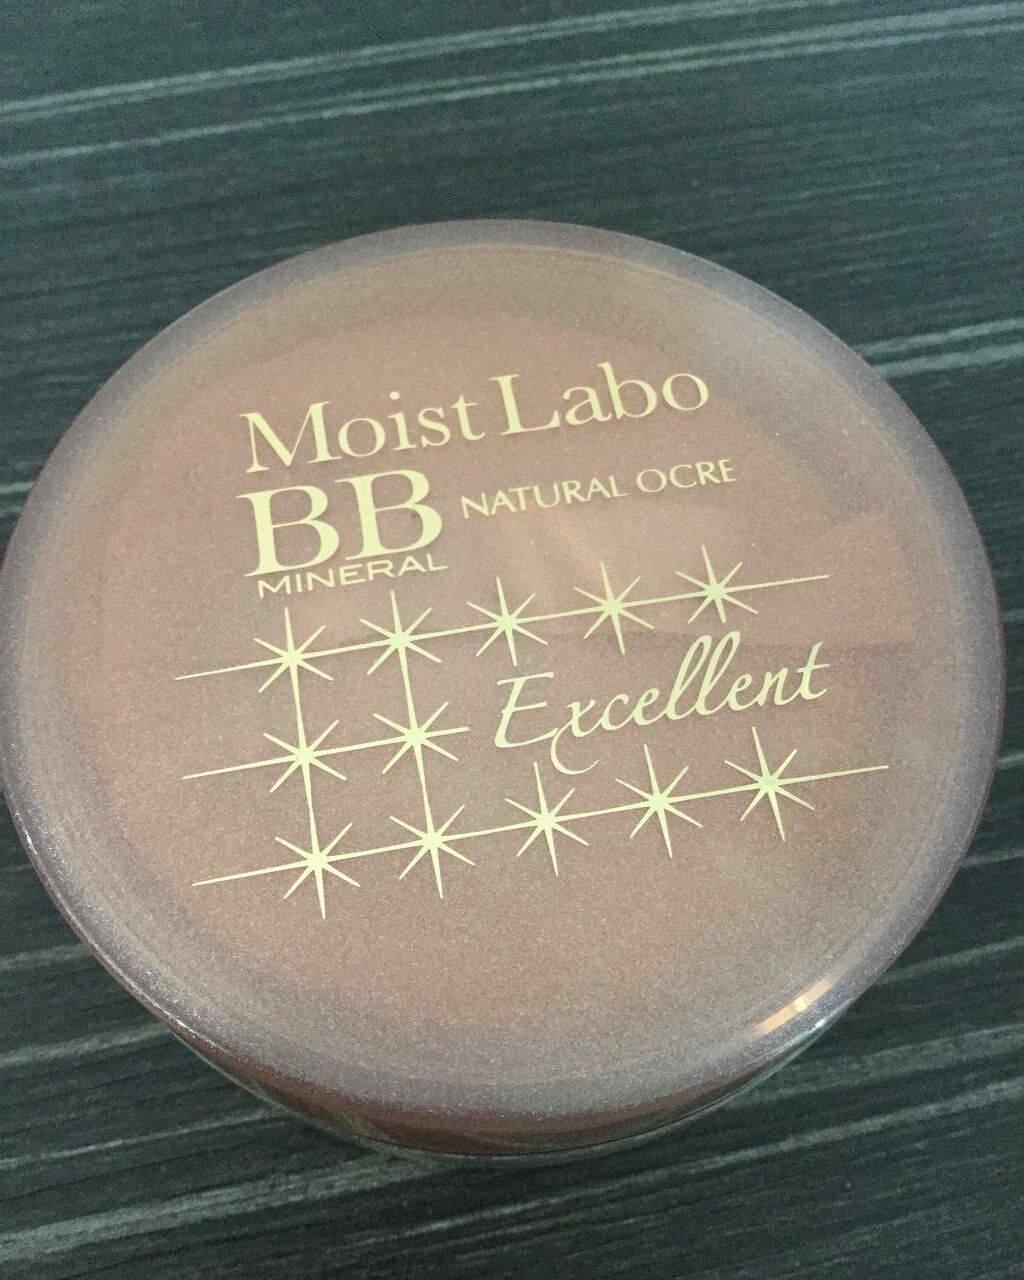 Moist Labo
BB NATURAL OCRE
MINERAL
Excellent